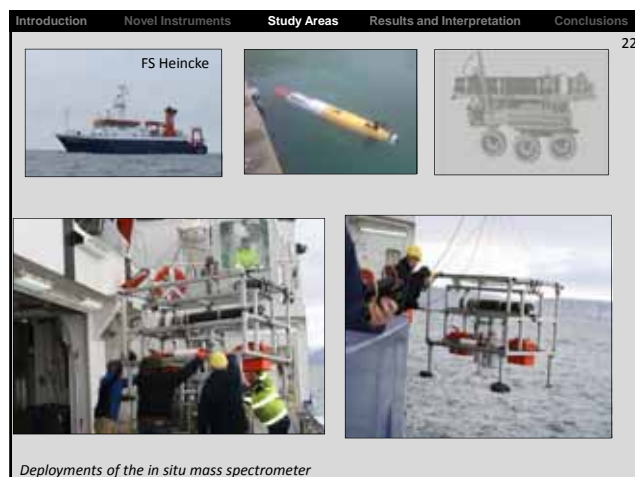 Introduction Novel Instruments Study Areas Results and Interpretation Conclusions
22
FS Heincke
Deployments of the in situ mass spectrometer